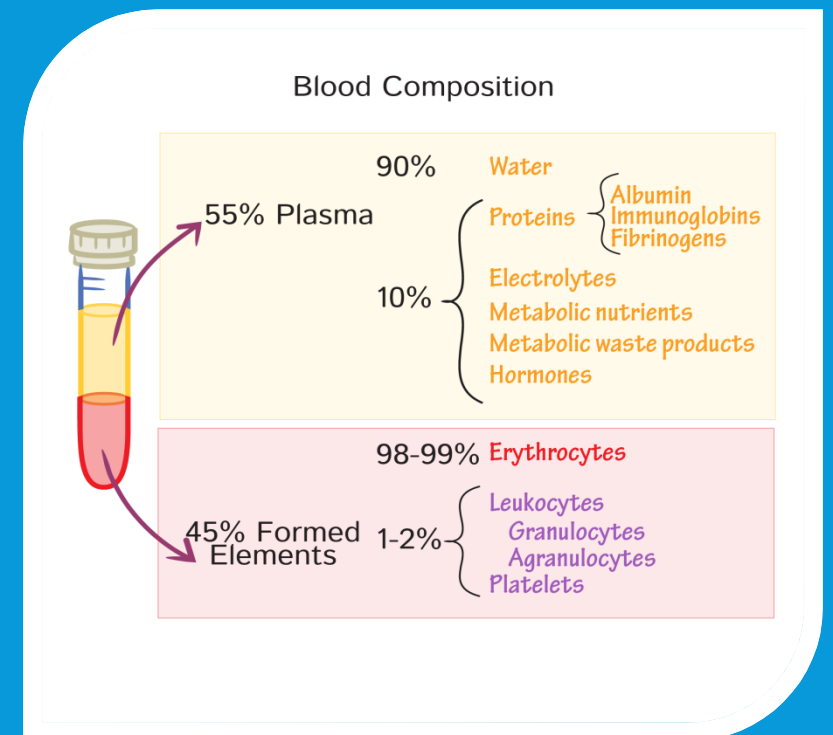 Blood Composition
90% Water
55% Plasma
Proteins
Albumin
Immunoglobins
Fibrinogens
10%
Electrolytes
Metabolic nutrients
Metabolic waste products
Hormones
98-99% Erythrocytes
45% Formed
Elements
1-2%
Leukocytes
Granulocytes
Agranulocytes
Platelets